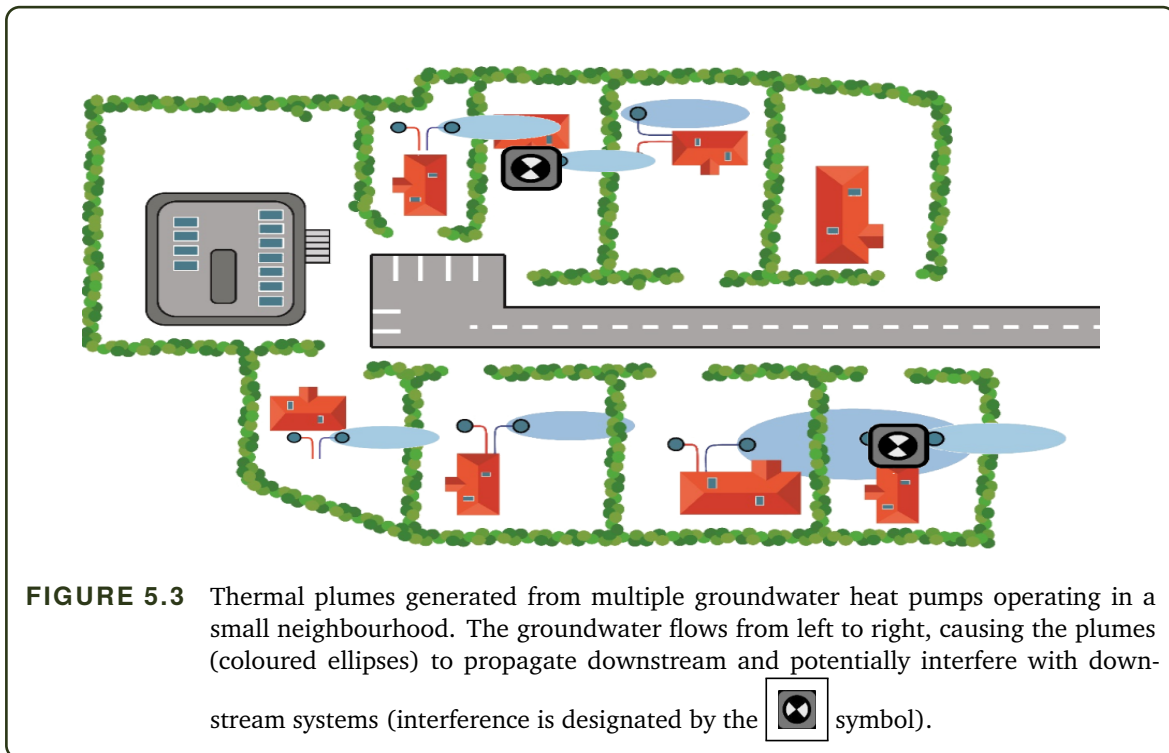 FIGURE 5.3 Thermal plumes generated from multiple groundwater heat pumps operating in a
small neighbourhood. The groundwater flows from left to right, causing the plumes
(coloured ellipses) to propagate downstream and potentially interfere with down-
stream systems (interference is designated by the symbol).